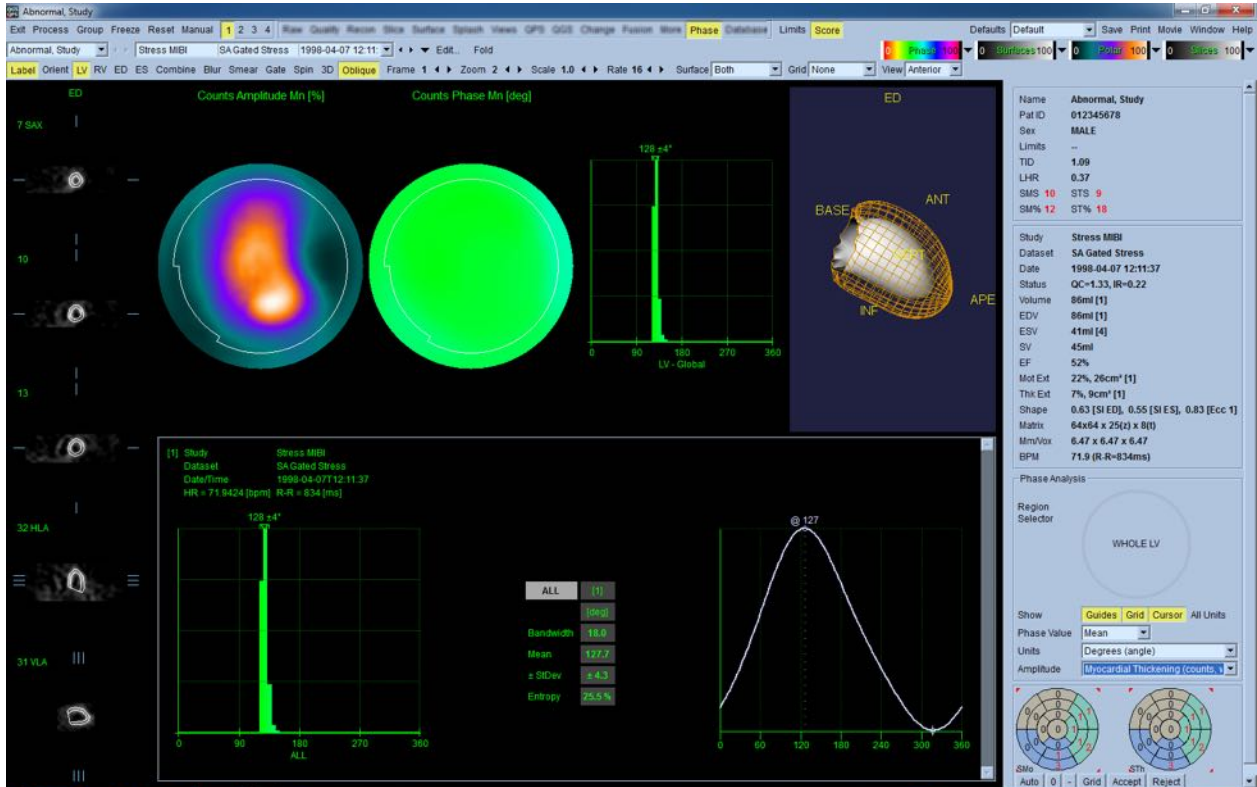 Abnormal, Study
Exit Process Group Freeze Reset Manual 1 2 3 4 Raw Quality Recon Slice Surface Splash Views QPS QGS Change Fusion More Phase Database Limits Score Defaults Default Save Print Movie Window Help
Abnormal, Study Stress MIBI SA Gated Stress 1998-04-07 12:11: Edit... Fold 0 Phase 100 0 Surfaces 100 0 Polar 100 0 Slices 100
Label Orient LV RV ED ES Combine Blur Smear Gate Spin 3D Oblique Frame 1 Zoom 2 Scale 1.0 Rate 16 Surface Both Grid None View Anterior
ED
7 SAX
10
13
32 HLA
31 VLA
Counts Amplitude Mn [%]
Counts Phase Mn [deg]
128 ±4°
0 90 180 270 360
LV - Global
ED
BASE
ANT
SEPT
APE
INF
[1] Study Stress MIBI
Dataset SA Gated Stress
Date/Time 1998-04-07T12:11:37
HR = 71.9424 [bpm] R-R = 834 [ms]
128 ±4°
0 90 180 270 360
ALL
ALL [1]
[deg]
Bandwidth 18.0
Mean 127.7
± StDev ± 4.3
Entropy 25.5 %
@ 127
0 60 120 180 240 300 360
Name Abnormal, Study
Pat ID 012345678
Sex MALE
Limits --
TID 1.09
LHR 0.37
SMS 10 STS 9
SM% 12 ST% 18
Study Stress MIBI
Dataset SA Gated Stress
Date 1998-04-07 12:11:37
Status QC=1.33, IR=0.22
Volume 86ml [1]
EDV 86ml [1]
ESV 41ml [4]
SV 45ml
EF 52%
Mot Ext 22%, 26cm² [1]
Thk Ext 7%, 9cm² [1]
Shape 0.63 [SI ED], 0.55 [SI ES], 0.83 [Ecc 1]
Matrix 64x64 x 25(z) x 8(t)
Mm/Vox 6.47 x 6.47 x 6.47
BPM 71.9 (R-R=834ms)
Phase Analysis
Region
Selector
WHOLE LV
Show Guides Grid Cursor All Units
Phase Value Mean
Units Degrees (angle)
Amplitude Myocardial Thickening (counts,
SMo STh
Auto 0 - Grid Accept Reject